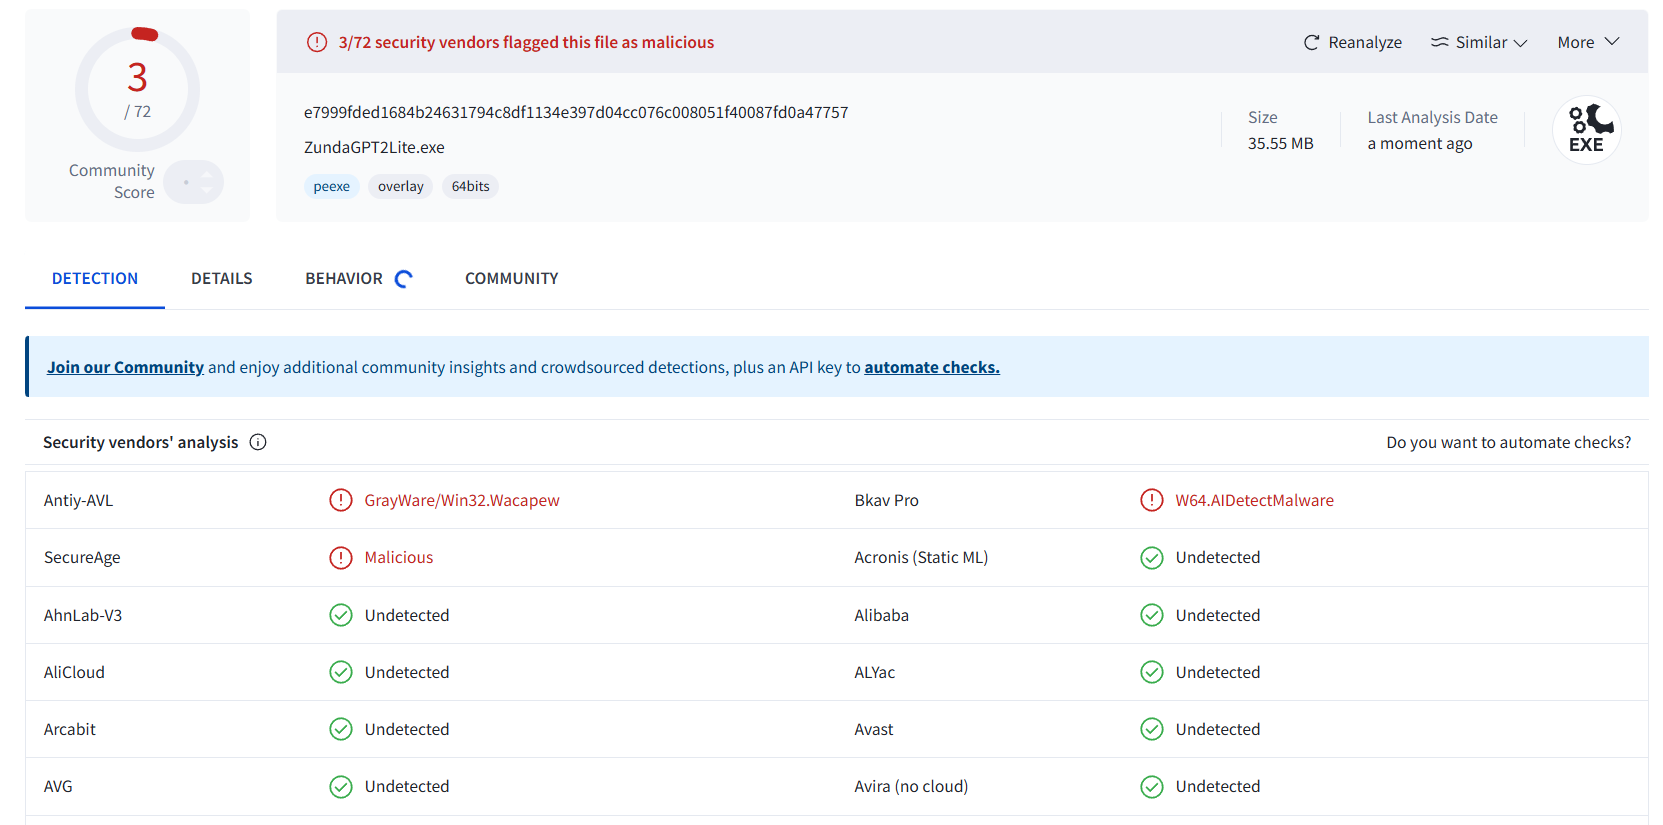 3
/ 72
Community
Score
3/72 security vendors flagged this file as malicious
Reanalyze
Similar
More
e7999fded1684b24631794c8df1134e397d04cc076c008051f40087fd0a47757
ZundaGPT2Lite.exe
peexe overlay 64bits
Size
35.55 MB
Last Analysis Date
a moment ago
EXE
DETECTION DETAILS BEHAVIOR COMMUNITY
Join our Community and enjoy additional community insights and crowdsourced detections, plus an API key to automate checks.
Security vendors' analysis
Do you want to automate checks?
Antiy-AVL GrayWare/Win32.Wacapew Bkav Pro W64.AIDetectMalware
SecureAge Malicious Acronis (Static ML) Undetected
AhnLab-V3 Undetected Alibaba Undetected
AliCloud Undetected ALYac Undetected
Arcabit Undetected Avast Undetected
AVG Undetected Avira (no cloud) Undetected